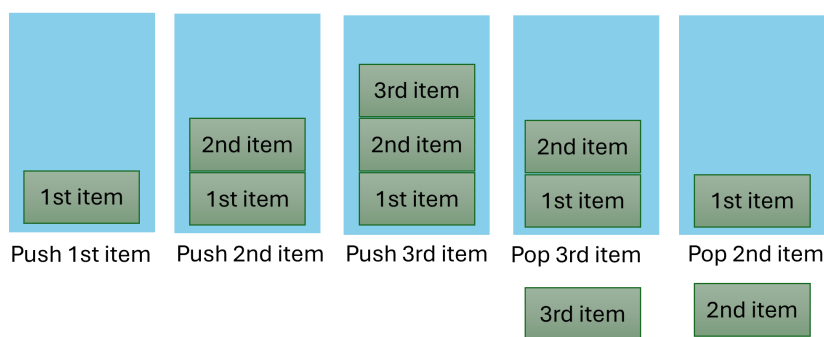 1st item
Push 1st item
2nd item
1st item
Push 2nd item
3rd item
2nd item
1st item
Push 3rd item
2nd item
1st item
Pop 3rd item
3rd item
1st item
Pop 2nd item
2nd item